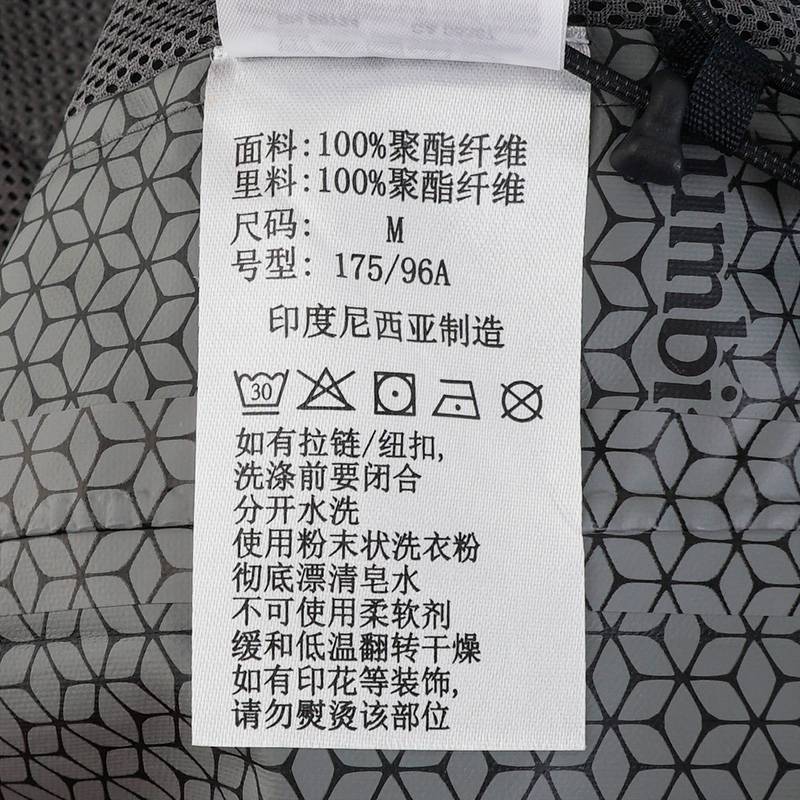 面料:100%聚酯纤维
里料:100%聚酯纤维
尺码: M
号型: 175/96A
印度尼西亚制造
30
如有拉链/纽扣,
洗涤前要闭合
分开水洗
使用粉末状洗衣粉
彻底漂清皂水
不可使用柔软剂
缓和低温翻转干燥
如有印花等装饰,
请勿熨烫该部位
umbi